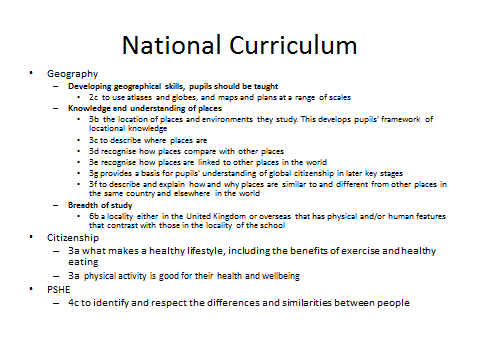 National Curriculum
• Geography
– Developing geographical skills, pupils should be taught
• 2c to use atlases and globes, and maps and plans at a range of scales
– Knowledge and understanding of places
• 3b the location of places and environments they study. This develops pupils' framework of
locational knowledge
• 3c to describe where places are
• 3d recognise how places compare with other places
• 3e recognise how places are linked to other places in the world
• 3g provides a basis for pupils' understanding of global citizenship in later key stages
• 3f to describe and explain how and why places are similar to and different from other places in
the same country and elsewhere in the world
– Breadth of study
• 6b a locality either in the United Kingdom or overseas that has physical and/or human features
that contrast with those in the locality of the school
• Citizenship
– 3a what makes a healthy lifestyle, including the benefits of exercise and healthy
eating
– 3a physical activity is good for their health and wellbeing
• PSHE
– 4c to identify and respect the differences and similarities between people